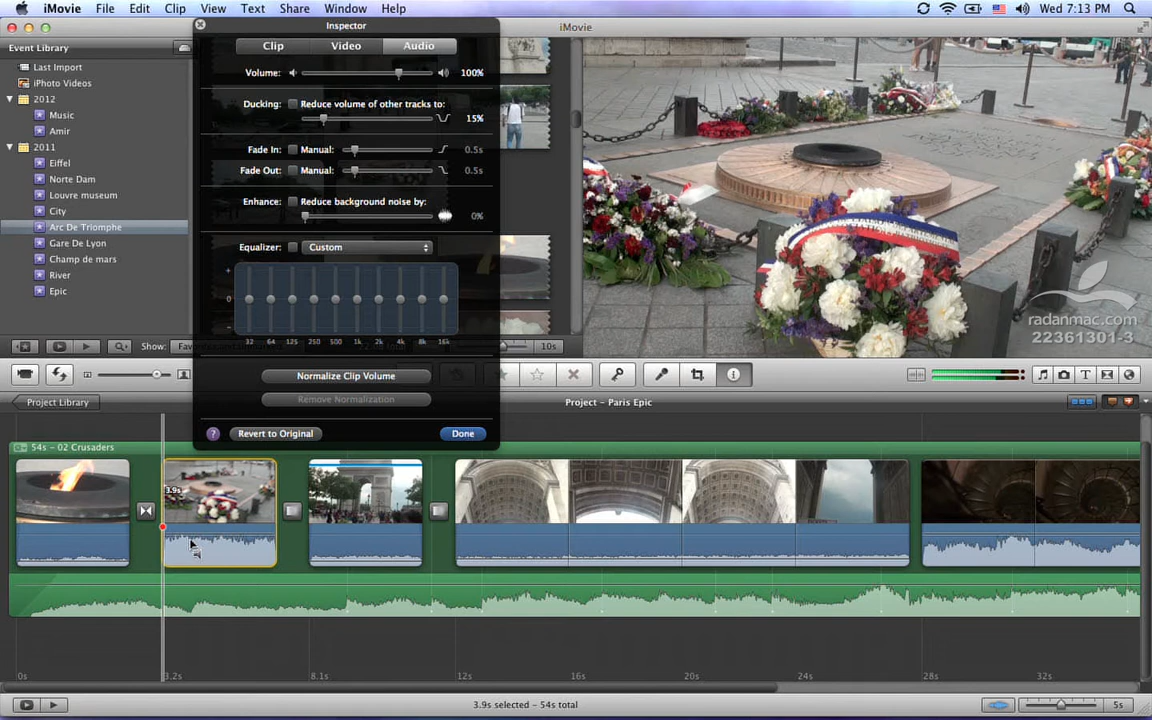 iMovie File Edit Clip View Text Share Window Help Wed 7:13 PM
iMovie
Event Library
Inspector
Last Import
iPhoto Videos
2012
Music
Amir
2011
Eiffel
Norte Dam
Louvre museum
City
Arc De Triomphe
Gare De Lyon
Champ de mars
River
Epic
Clip Video Audio
Volume: 100%
Ducking: Reduce volume of other tracks to:
15%
Fade In: Manual: 0.5s
Fade Out: Manual: 0.5s
Enhance: Reduce background noise by:
0%
Equalizer: Custom
+
0
–
32 64 125 250 500 1k 2k 4k 8k 16k
Normalize Clip Volume
Remove Normalization
? Revert to Original Done
radanmac.com
22361301-3
Show: 10s
Project Library
Project – Paris Epic
54s – 02 Crusaders
3.9s
0s 3.2s 8.1s 12s 16s 20s 24s 28s 32s
3.9s selected – 54s total
5s